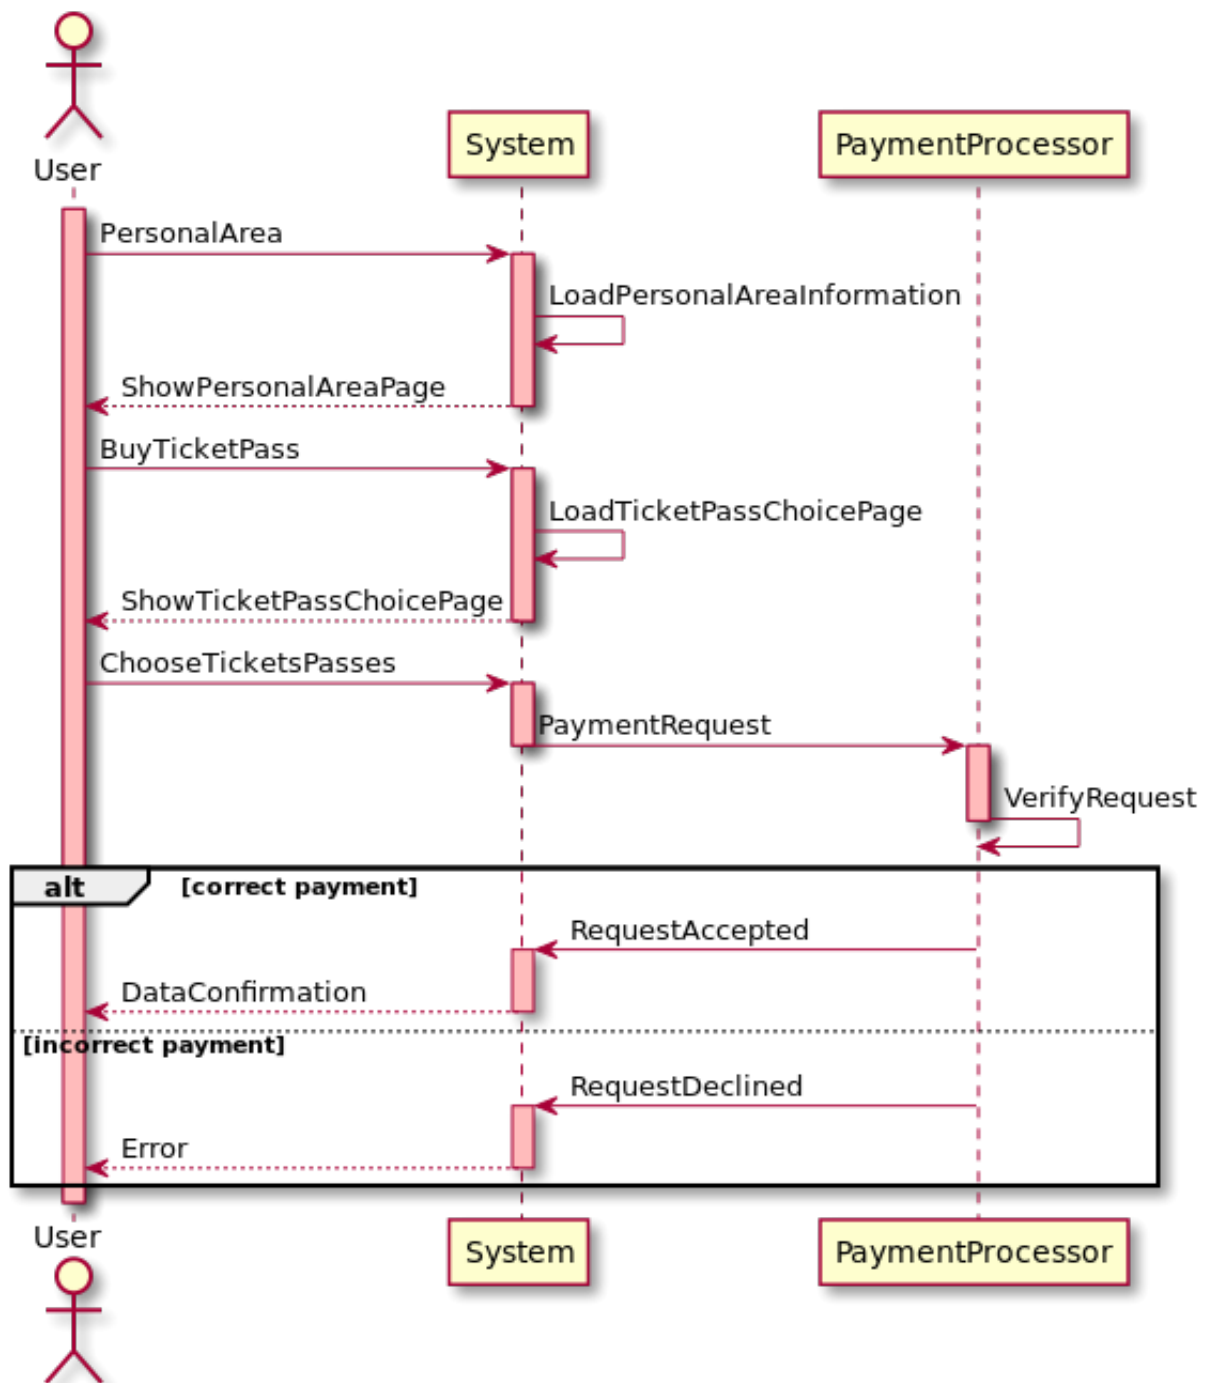 User
System
PaymentProcessor
PersonalArea
LoadPersonalAreaInformation
ShowPersonalAreaPage
BuyTicketPass
LoadTicketPassChoicePage
ShowTicketPassChoicePage
ChooseTicketsPasses
PaymentRequest
VerifyRequest
alt
[correct payment]
RequestAccepted
DataConfirmation
[incorrect payment]
RequestDeclined
Error
User
System
PaymentProcessor